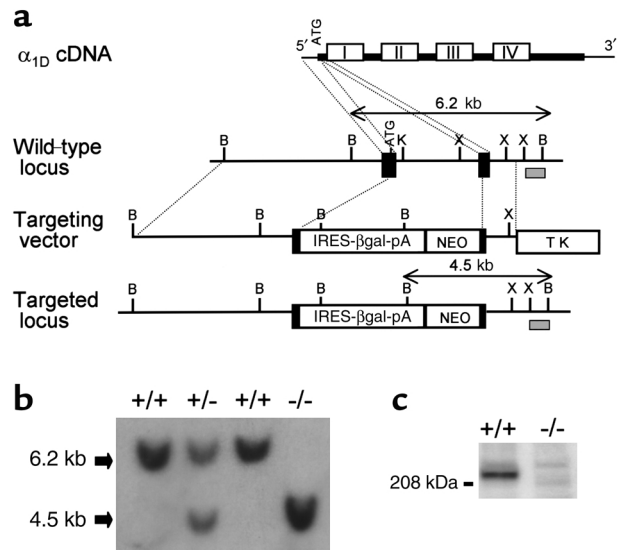 a
ATG
5′ I II III IV 3′
α1D cDNA
6.2 kb
ATG
B B K X X X B
Wild-type
locus
B B B B X
Targeting
vector
IRES-βgal-pA NEO T K
4.5 kb
B B B B X X B
Targeted
locus
IRES-βgal-pA NEO
b
+/+ +/- +/+ -/-
6.2 kb
4.5 kb
c
+/+ -/-
208 kDa